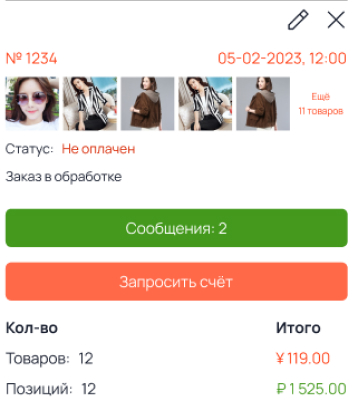 № 1234 05-02-2023, 12:00
Ещё
11 товаров
Статус: Не оплачен
Заказ в обработке
Сообщения: 2
Запросить счёт
Кол-во Итого
Товаров: 12 ¥ 119.00
Позиций: 12 ₽ 1 525.00